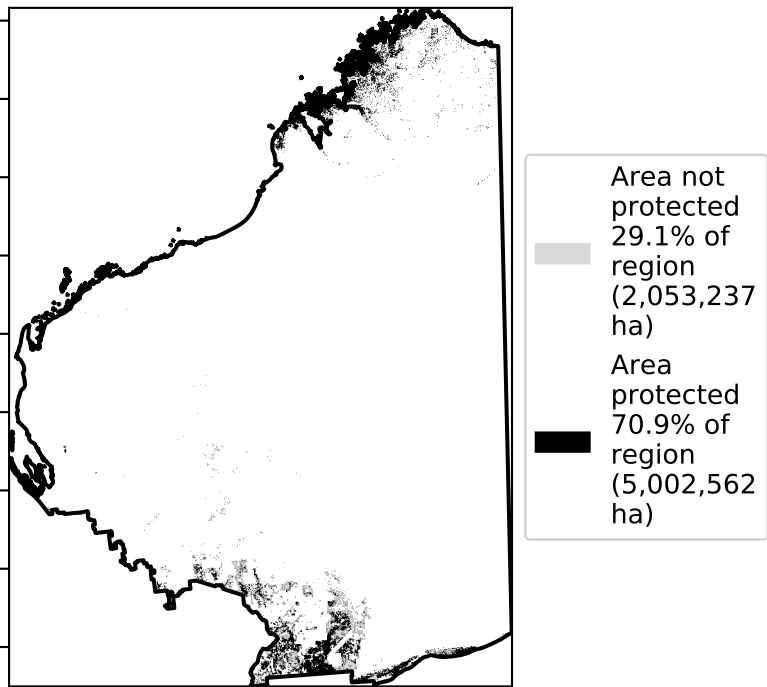 Area not
protected
29.1% of
region
(2,053,237
ha)
Area
protected
70.9% of
region
(5,002,562
ha)